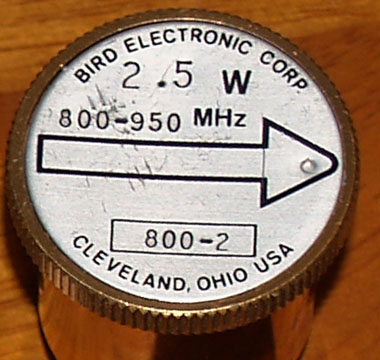 BIRD ELECTRONIC CORP
2.5 W
800-950 MHz
800-2
CLEVELAND, OHIO USA